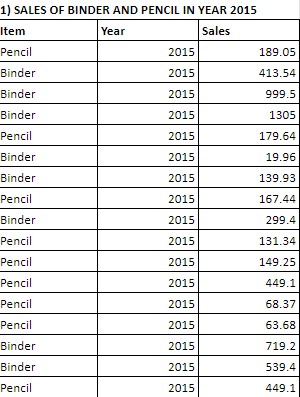 1) SALES OF BINDER AND PENCIL IN YEAR 2015
Item Year Sales
Pencil 2015 189.05
Binder 2015 413.54
Binder 2015 999.5
Binder 2015 1305
Pencil 2015 179.64
Binder 2015 19.96
Binder 2015 139.93
Pencil 2015 167.44
Binder 2015 299.4
Pencil 2015 131.34
Pencil 2015 149.25
Pencil 2015 449.1
Pencil 2015 68.37
Pencil 2015 63.68
Binder 2015 719.2
Binder 2015 539.4
Pencil 2015 449.1